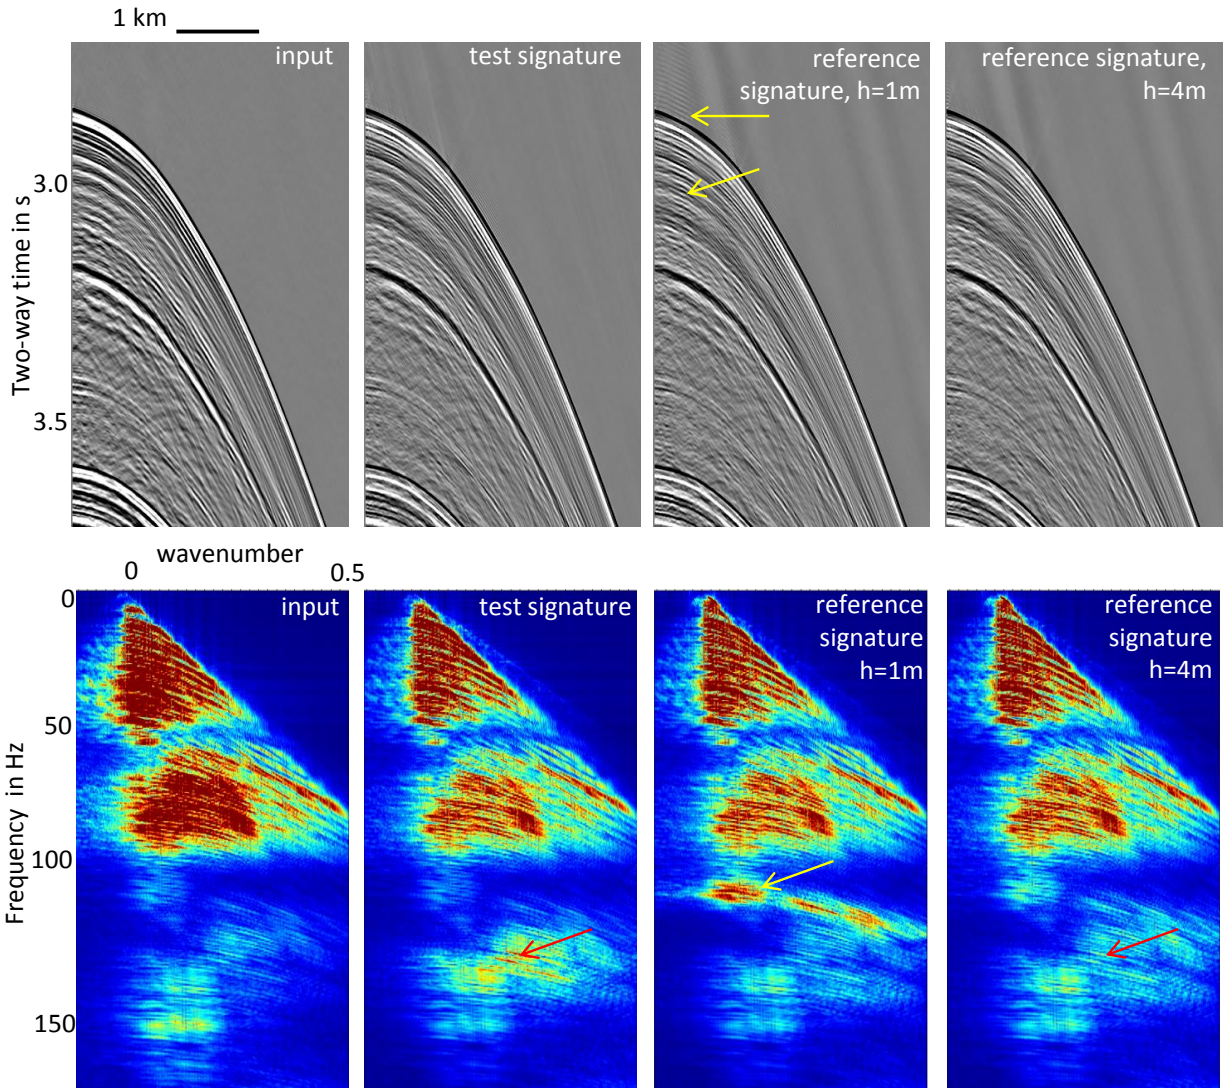 1 km
input
test signature
reference
signature, h=1m
reference signature,
h=4m
Two-way time in s
3.0
3.5
wavenumber
0
0.5
input
test signature
reference
signature
h=1m
reference
signature
h=4m
Frequency in Hz
0
50
100
150